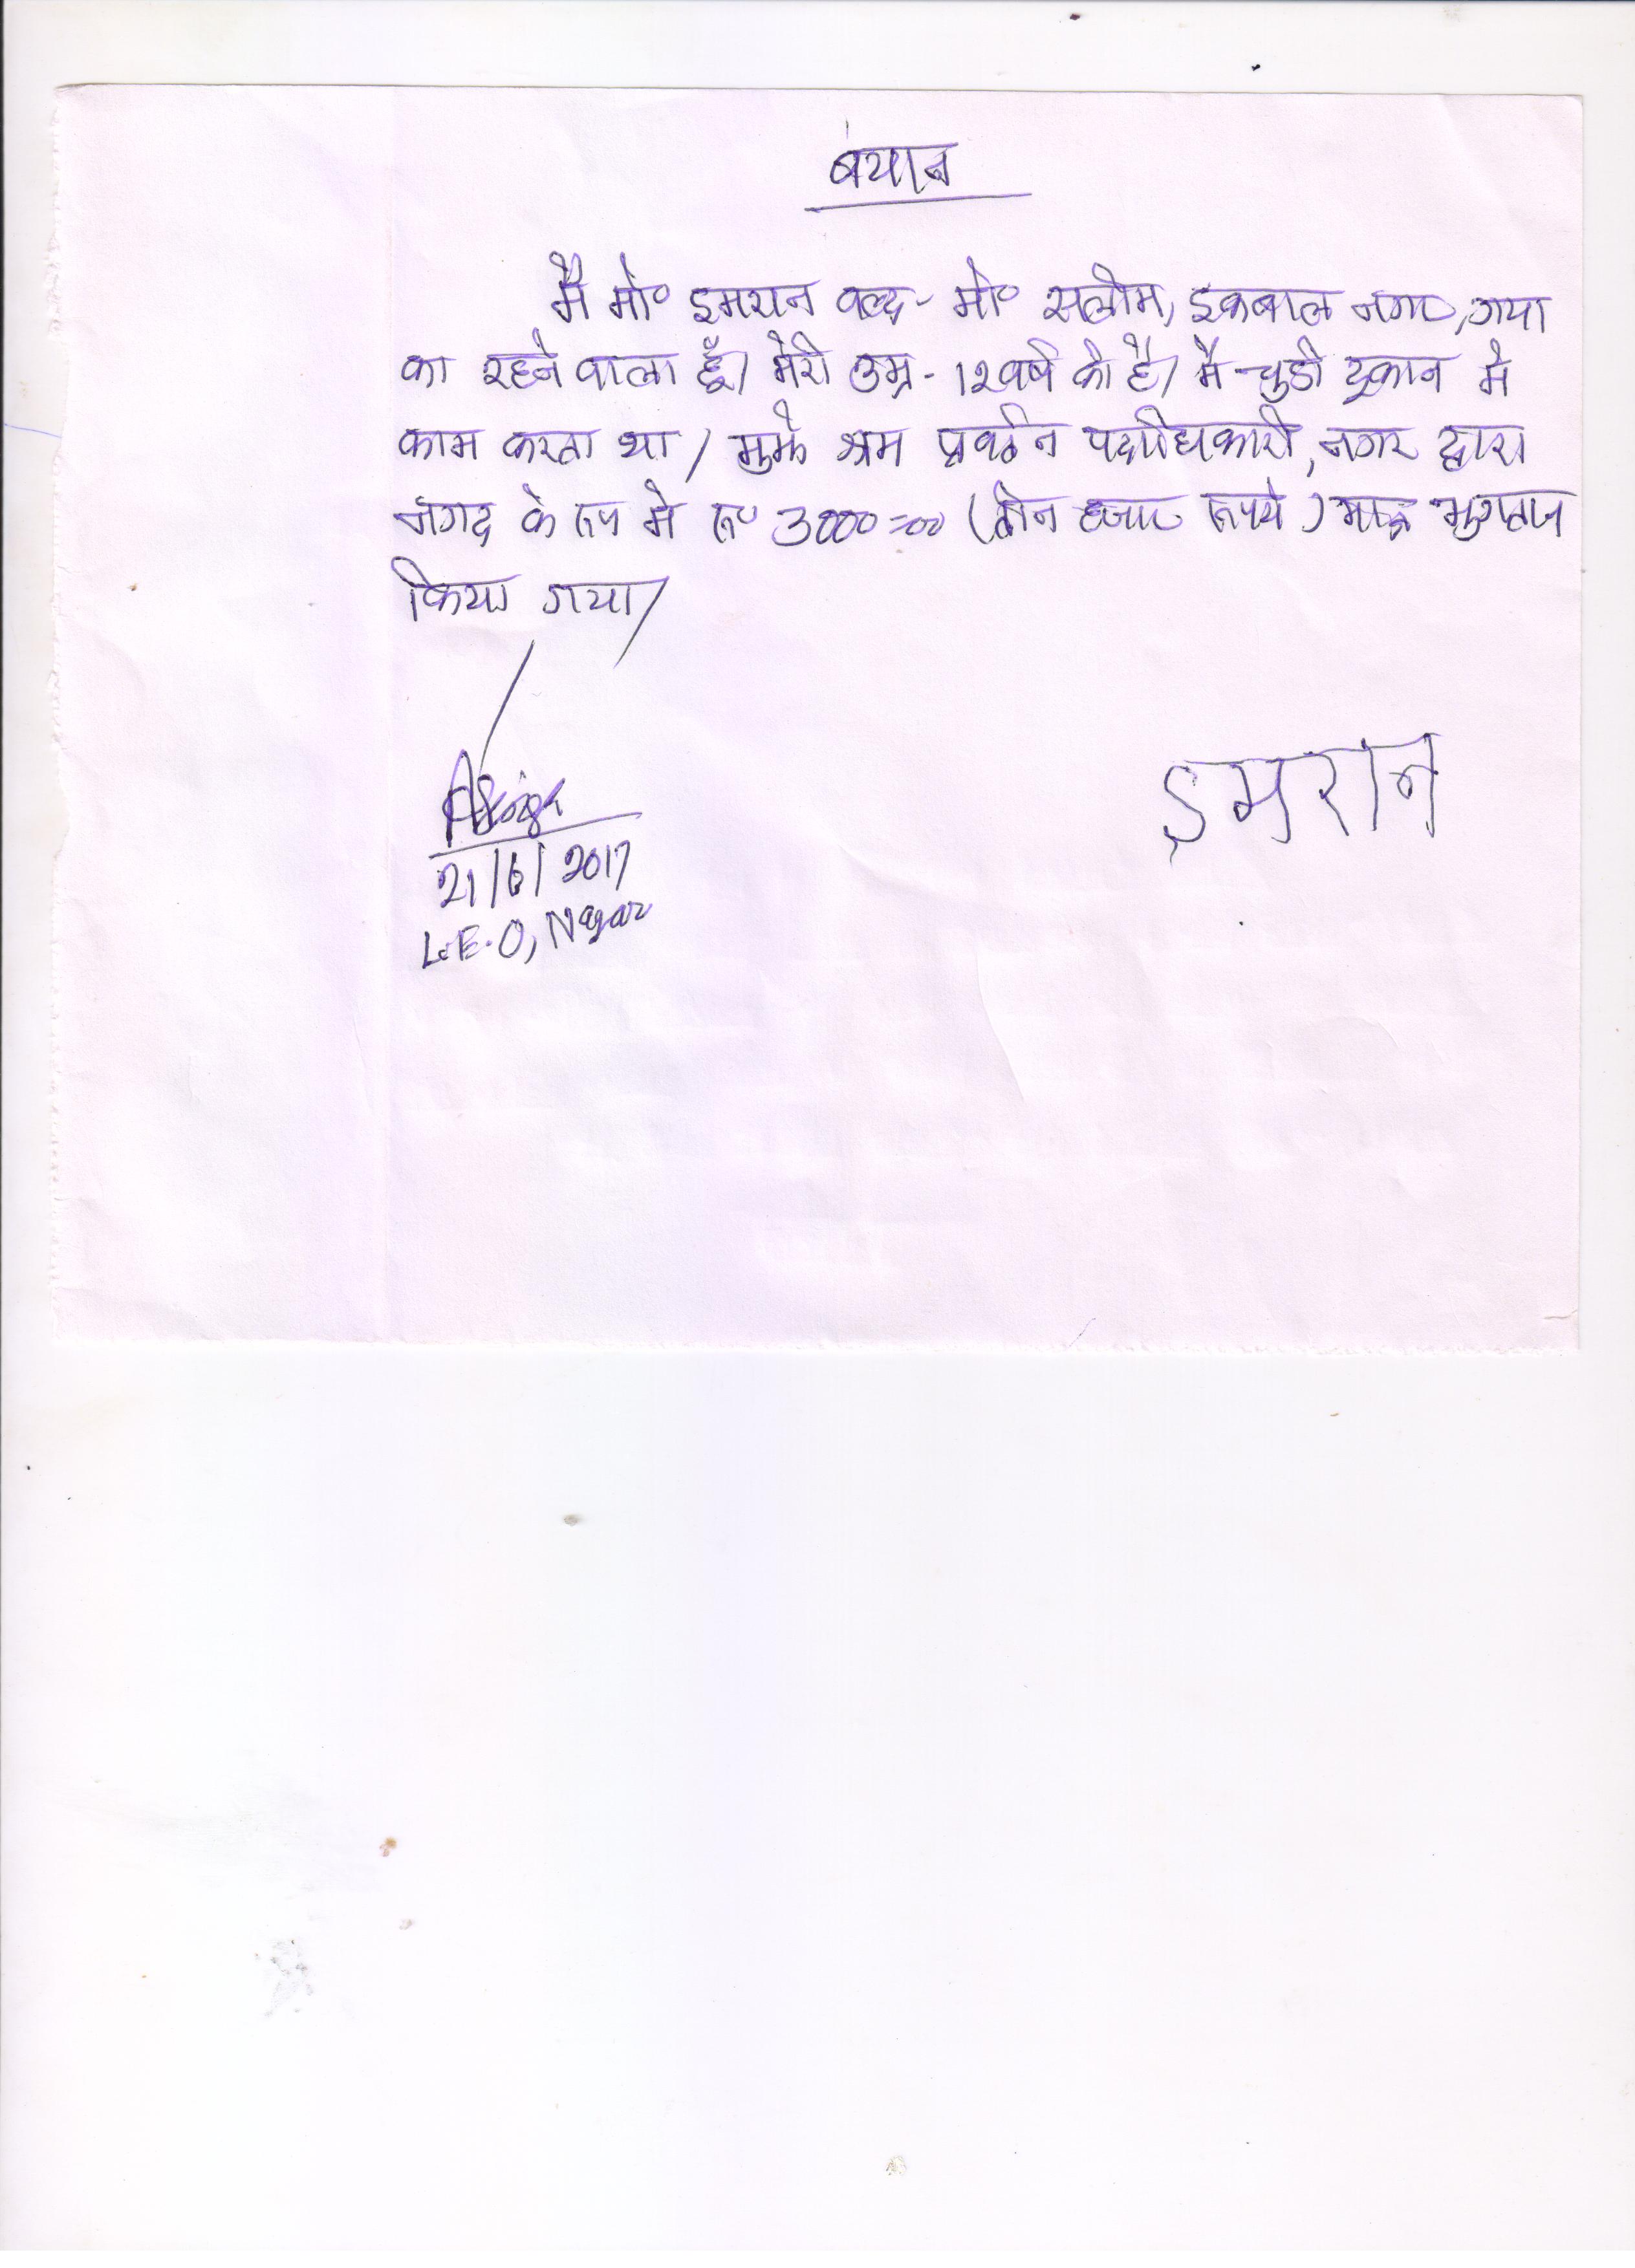 बयान
मै मो० इमरान वल्द - मो० सलीम, इकबाल नगर, गया
का रहने वाला हूँ। मेरी उम्र - 12 वर्ष की है। मै चुडी दूकान मे
काम करता था। मुझे श्रम प्रवर्तन पदाधिकारी, नगर द्वारा
नगद के रूप मे रू० 3000=00 (तीन हजार रूपये) मात्र भुगतान
किया गया।
इमरान
21/6/2017
L.E.O, Nagar